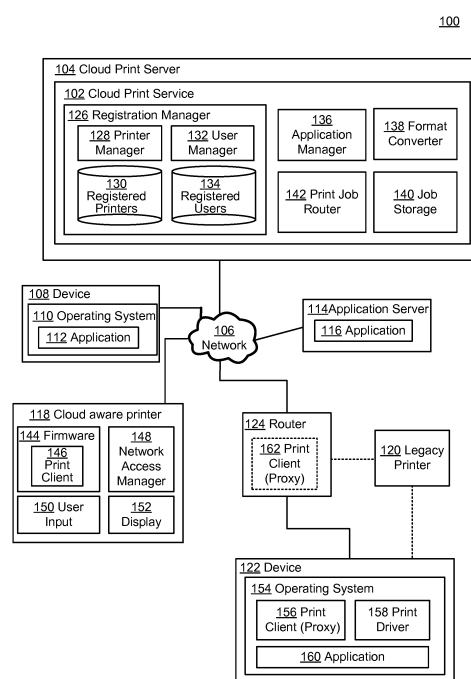 100
104 Cloud Print Server
102 Cloud Print Service
126 Registration Manager
128 Printer
Manager
132 User
Manager
130
Registered
Printers
134
Registered
Users
136
Application
Manager
138 Format
Converter
142 Print Job
Router
140 Job
Storage
108 Device
110 Operating System
112 Application
106
Network
114Application Server
116 Application
118 Cloud aware printer
144 Firmware
146
Print
Client
148
Network
Access
Manager
150 User
Input
152
Display
124 Router
162 Print
Client
(Proxy)
120 Legacy
Printer
122 Device
154 Operating System
156 Print
Client (Proxy)
158 Print
Driver
160 Application